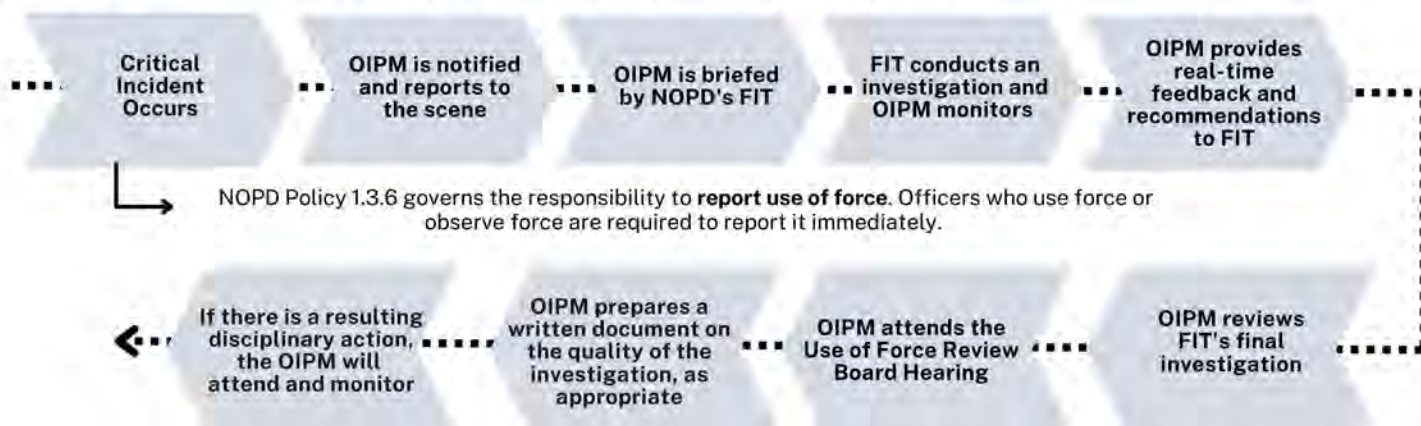 Critical
Incident
Occurs
OIPM is notified
and reports to
the scene
OIPM is briefed
by NOPD's FIT
FIT conducts an
investigation and
OIPM monitors
OIPM provides
real-time
feedback and
recommendations
to FIT
NOPD Policy 1.3.6 governs the responsibility to report use of force. Officers who use force or
observe force are required to report it immediately.
OIPM reviews
FIT's final
investigation
OIPM attends the
Use of Force Review
Board Hearing
OIPM prepares a
written document on
the quality of the
investigation, as
appropriate
If there is a resulting
disciplinary action,
the OIPM will
attend and monitor